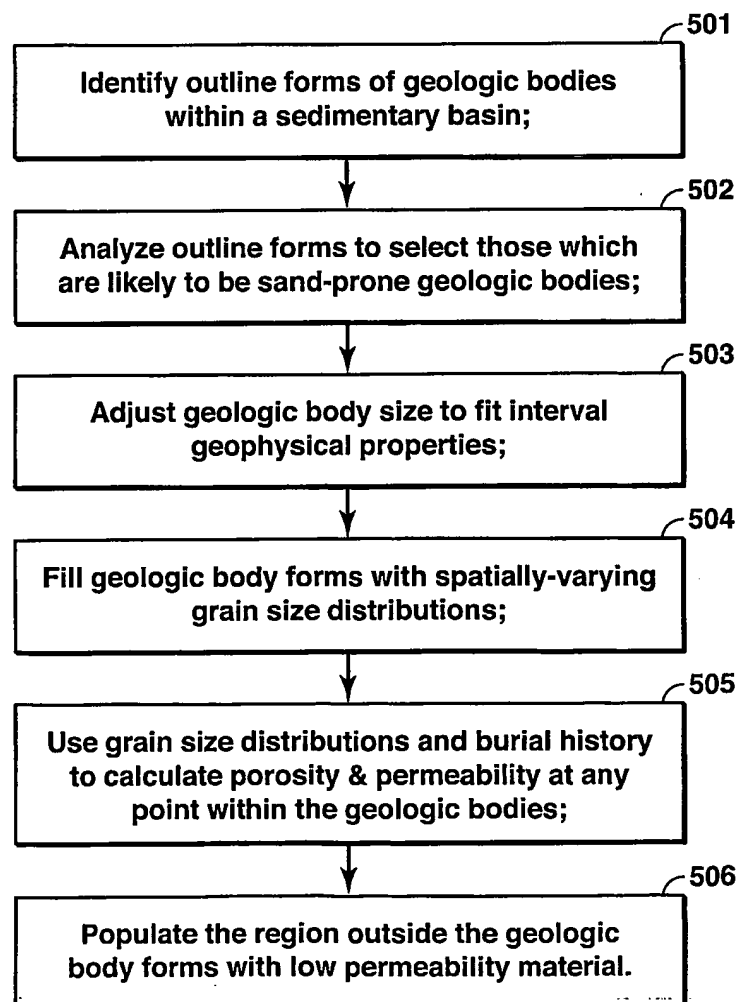 501
Identify outline forms of geologic bodies
within a sedimentary basin;
502
Analyze outline forms to select those which
are likely to be sand-prone geologic bodies;
503
Adjust geologic body size to fit interval
geophysical properties;
504
Fill geologic body forms with spatially-varying
grain size distributions;
505
Use grain size distributions and burial history
to calculate porosity & permeability at any
point within the geologic bodies;
506
Populate the region outside the geologic
body forms with low permeability material.